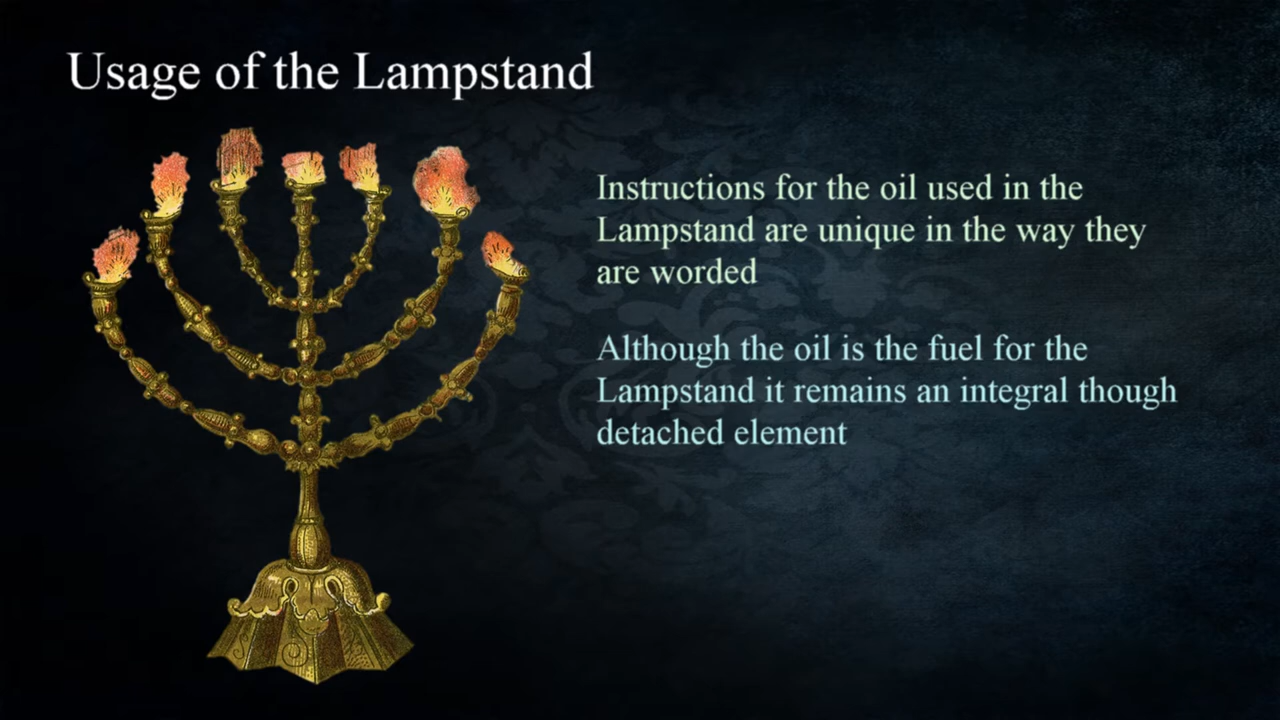 Usage of the Lampstand
Instructions for the oil used in the
Lampstand are unique in the way they
are worded
Although the oil is the fuel for the
Lampstand it remains an integral though
detached element